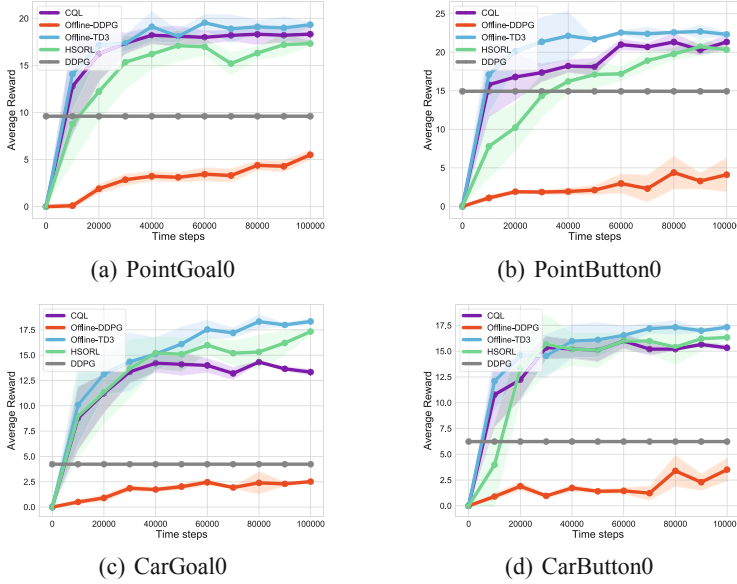 CQL
Offline-DDPG
Offline-TD3
HSORL
DDPG
Average Reward
20
15
10
5
0
0 20000 40000 60000 80000 100000
Time steps
(a) PointGoal0
CQL
Offline-DDPG
Offline-TD3
HSORL
DDPG
Average Reward
25
20
15
10
5
0
0 20000 40000 60000 80000 10000
Time steps
(b) PointButton0
CQL
Offline-DDPG
Offline-TD3
HSORL
DDPG
Average Reward
17.5
15.0
12.5
10.0
7.5
5.0
2.5
0.0
0 20000 40000 60000 80000 100000
Time steps
(c) CarGoal0
CQL
Offline-DDPG
Offline-TD3
HSORL
DDPG
Average Reward
17.5
15.0
12.5
10.0
7.5
5.0
2.5
0.0
0 20000 40000 60000 80000 10000
Time steps
(d) CarButton0